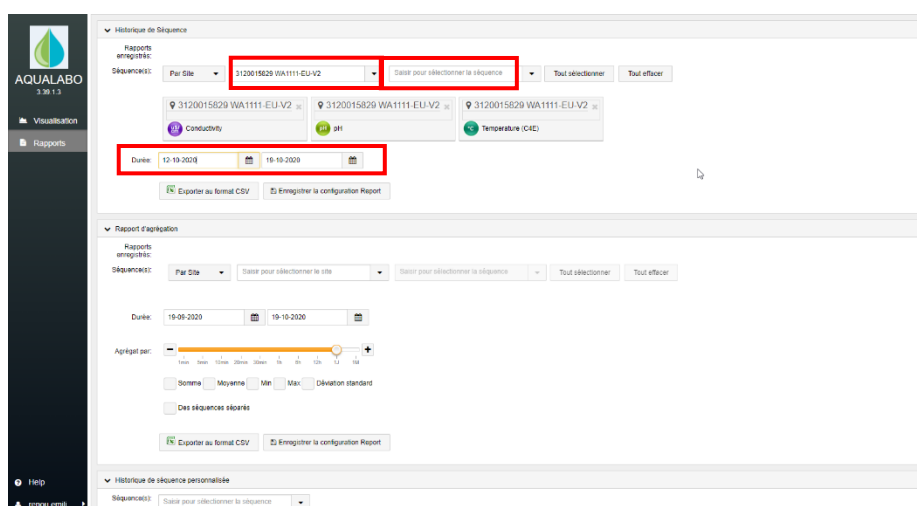 AQUALABO
3.39.1.3
Visualisation
Rapports
Help
Historique de Séquence
Rapports
enregistrés:
Séquence(s): Par Site 3120015829 WA1111-EU-V2 Saisir pour sélectionner la séquence Tout sélectionner Tout effacer
3120015829 WA1111-EU-V2 3120015829 WA1111-EU-V2 3120015829 WA1111-EU-V2
Conductivity pH pH Temperature (C4E)
Durée: 12-10-2020 19-10-2020
Exporter au format CSV Enregistrer la configuration Report
Rapport d'agrégation
Rapports
enregistrés:
Séquence(s): Par Site Saisir pour sélectionner le site Saisir pour sélectionner la séquence Tout sélectionner Tout effacer
Durée: 19-09-2020 19-10-2020
Agrégat par:
1min 5min 10min 20min 30min 1h 6h 12h 1J 1M
Somme Moyenne Min Max Déviation standard
Des séquences séparés
Exporter au format CSV Enregistrer la configuration Report
Historique de séquence personnalisée
Séquence(s): Saisir pour sélectionner la séquence